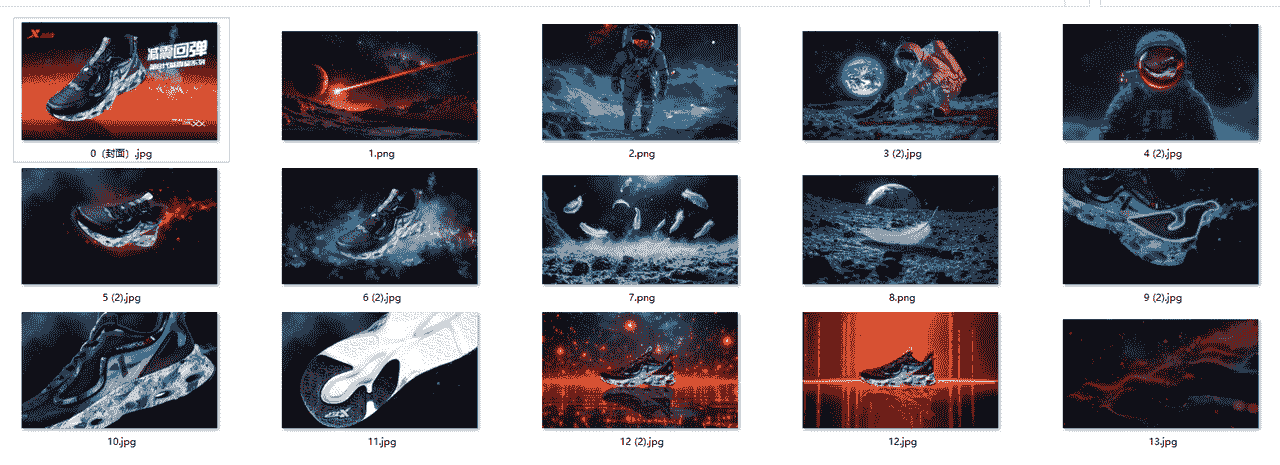 减震回弹
0（封面）.jpg
1.png
2.png
3 (2).jpg
4 (2).jpg
5 (2).jpg
6 (2).jpg
7.png
8.png
9 (2).jpg
10.jpg
11.jpg
12 (2).jpg
12.jpg
13.jpg